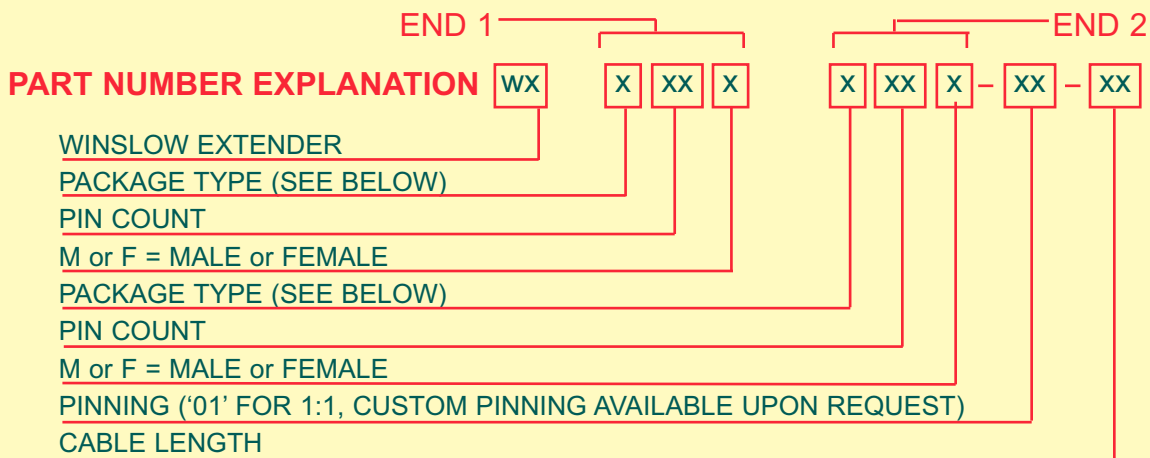 END 1 END 2
PART NUMBER EXPLANATION WX X XX X X XX X – XX – XX
WINSLOW EXTENDER
PACKAGE TYPE (SEE BELOW)
PIN COUNT
M or F = MALE or FEMALE
PACKAGE TYPE (SEE BELOW)
PIN COUNT
M or F = MALE or FEMALE
PINNING (‘01’ FOR 1:1, CUSTOM PINNING AVAILABLE UPON REQUEST)
CABLE LENGTH